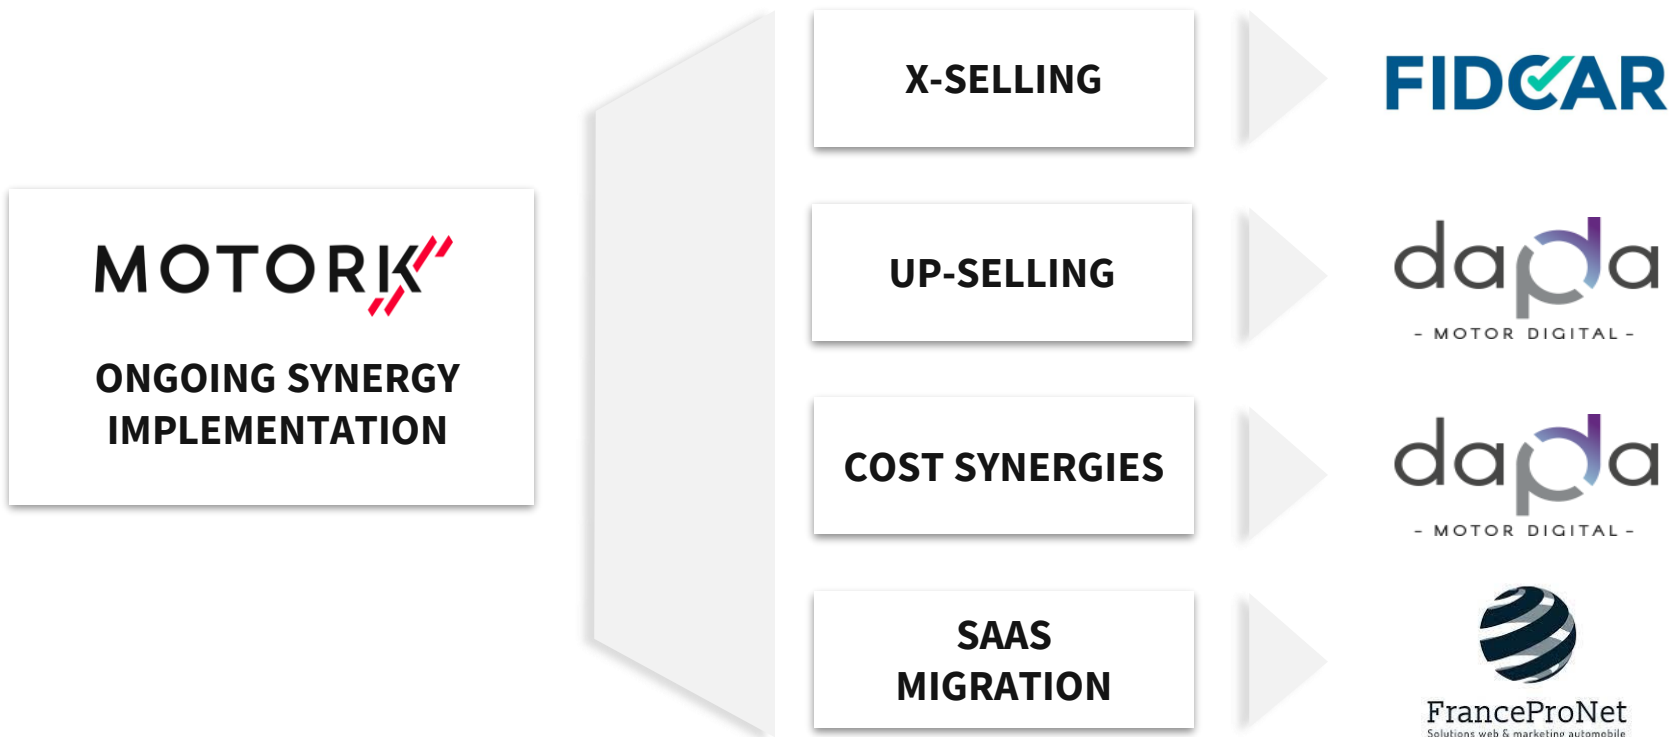 MOTORK
ONGOING SYNERGY
IMPLEMENTATION
X-SELLING
FIDCAR
UP-SELLING
dapda
- MOTOR DIGITAL -
COST SYNERGIES
dapda
- MOTOR DIGITAL -
SAAS
MIGRATION
FranceProNet
Solutions web & marketing automobile